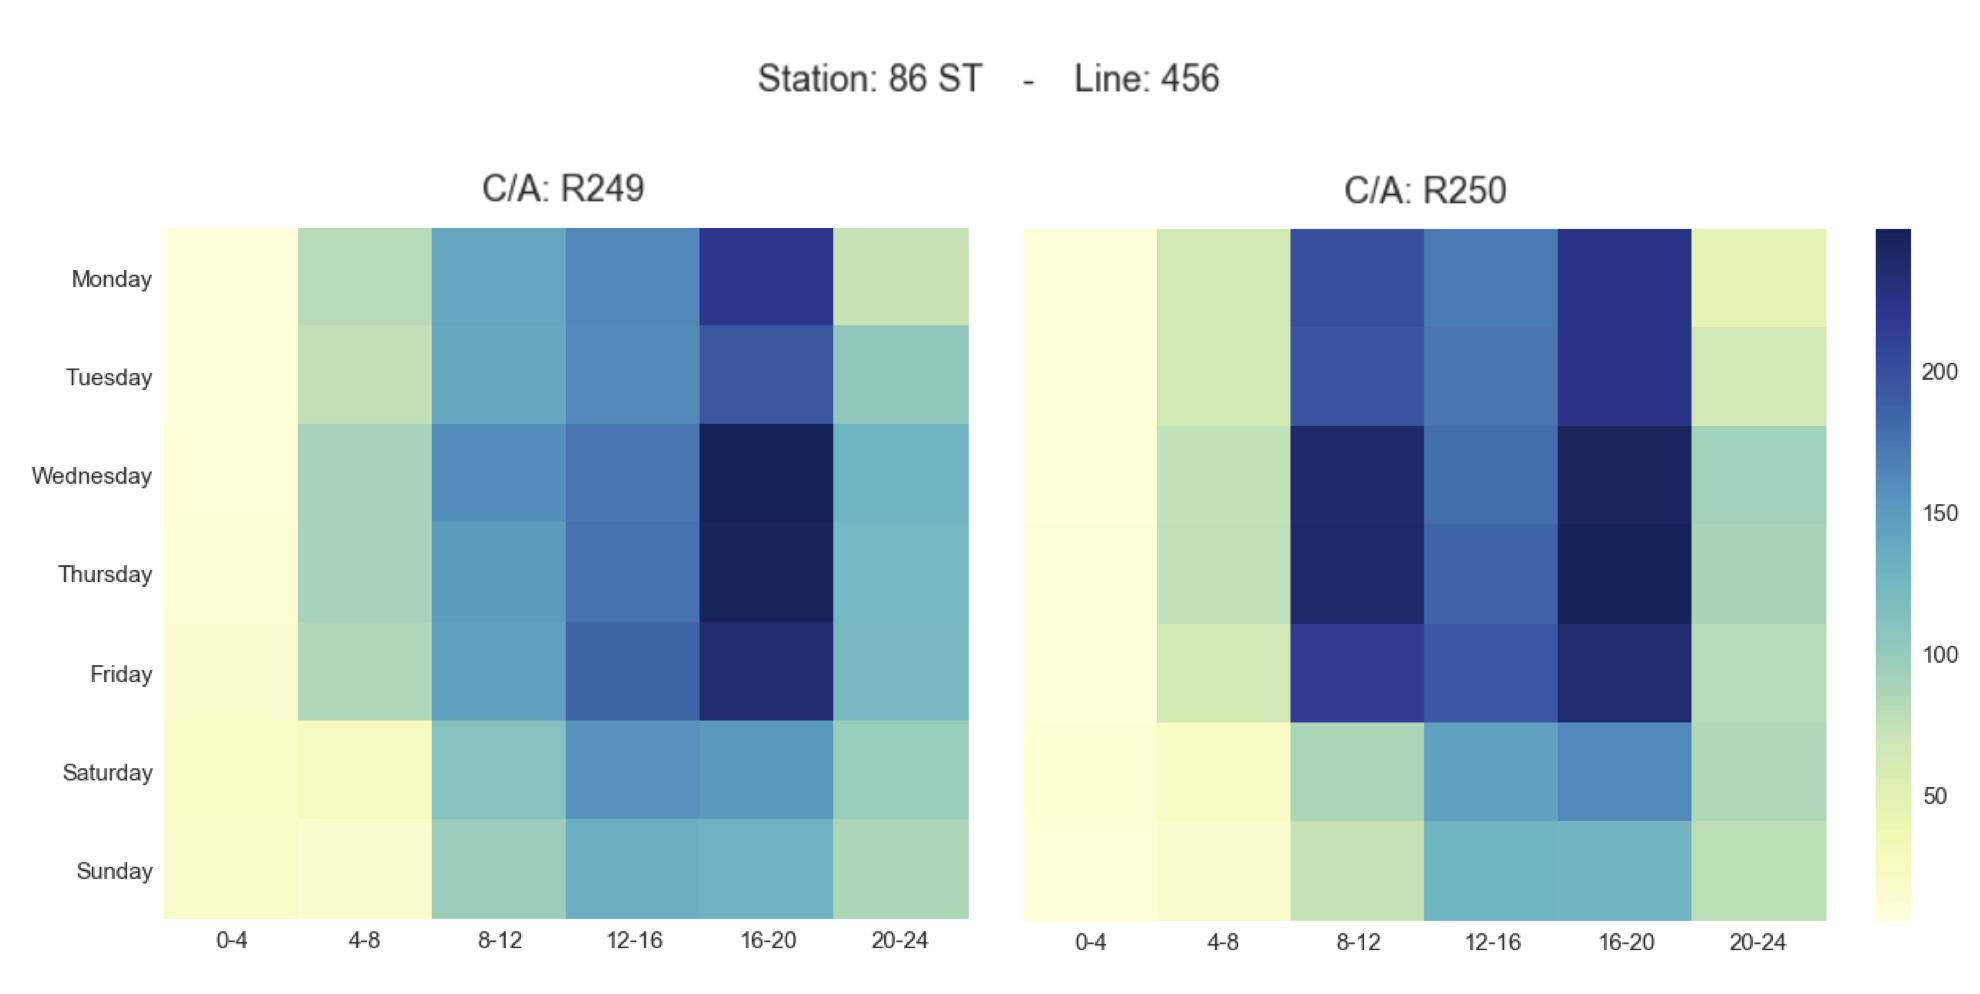 Station: 86 ST - Line: 456
C/A: R249
C/A: R250
Monday
Tuesday
Wednesday
Thursday
Friday
Saturday
Sunday
0-4 4-8 8-12 12-16 16-20 20-24
0-4 4-8 8-12 12-16 16-20 20-24
200
150
100
50